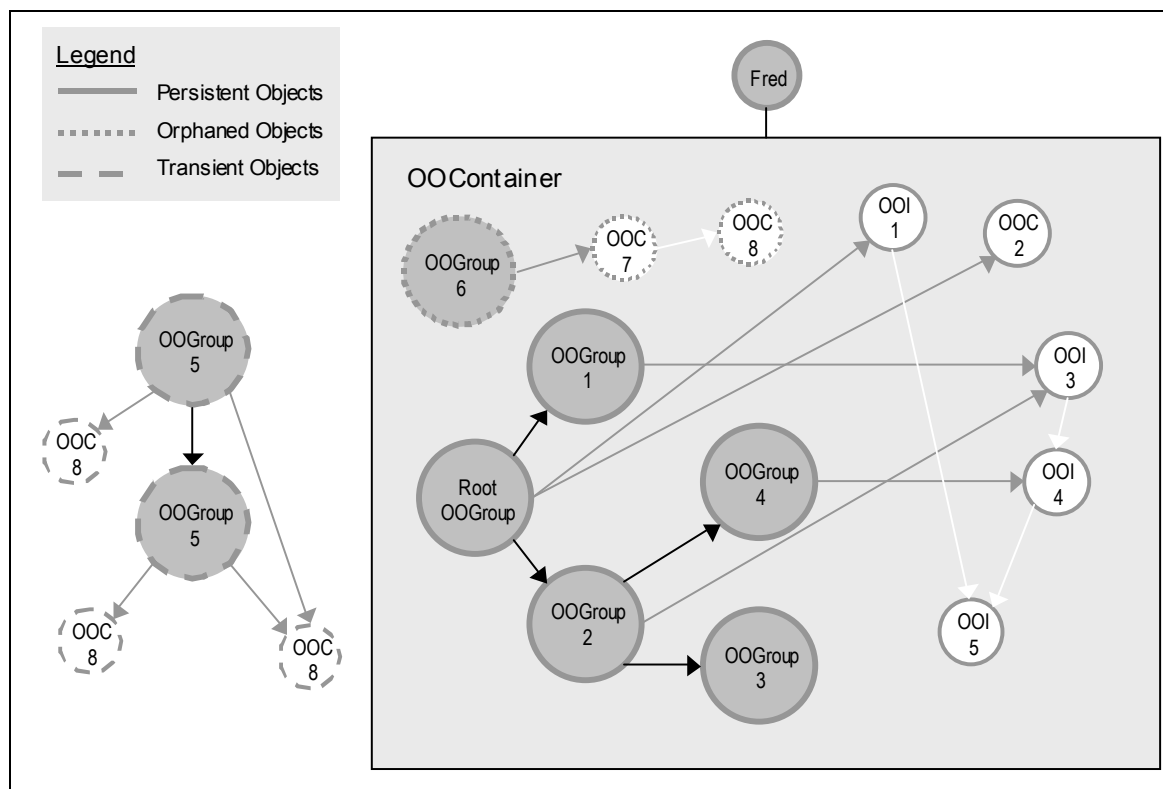 Legend
Persistent Objects
Orphaned Objects
Transient Objects
Fred
OOContainer
OOGroup
6
OOC
7
OOC
8
OOI
1
OOC
2
OOGroup
1
OOI
3
Root
OOGroup
OOGroup
4
OOI
4
OOGroup
2
OOGroup
3
OOI
5
OOGroup
5
OOC
8
OOGroup
5
OOC
8
OOC
8